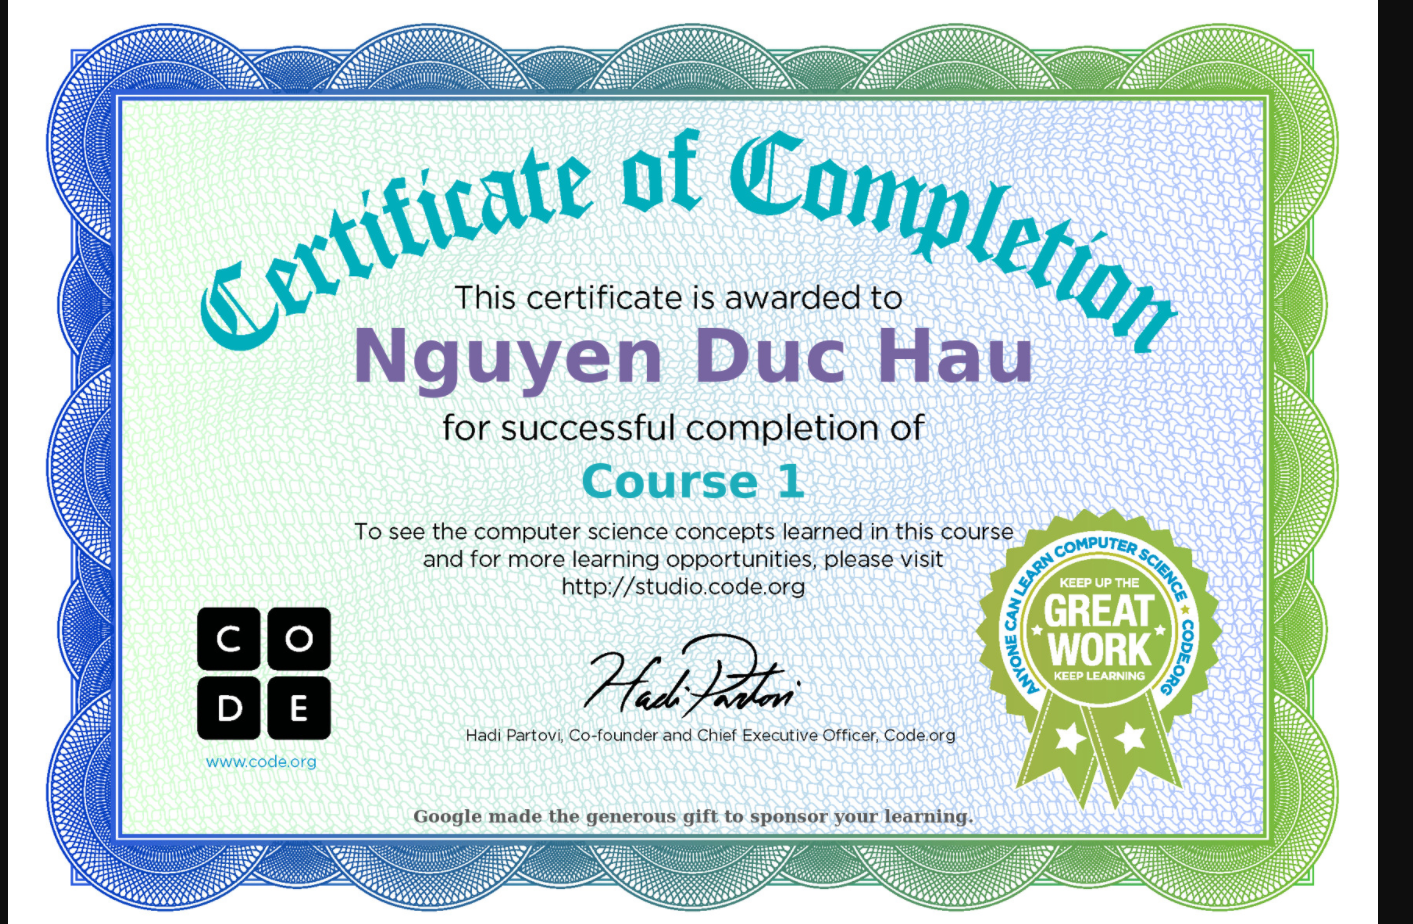 Certificate of Completion
This certificate is awarded to
Nguyen Duc Hau
for successful completion of
Course 1
To see the computer science concepts learned in this course
and for more learning opportunities, please visit
http://studio.code.org
ANYONE CAN LEARN COMPUTER SCIENCE ★ CODE.ORG
KEEP UP THE
GREAT
WORK
KEEP LEARNING
C O
D E
www.code.org
Hadi Partovi
Hadi Partovi, Co-founder and Chief Executive Officer, Code.org
Google made the generous gift to sponsor your learning.